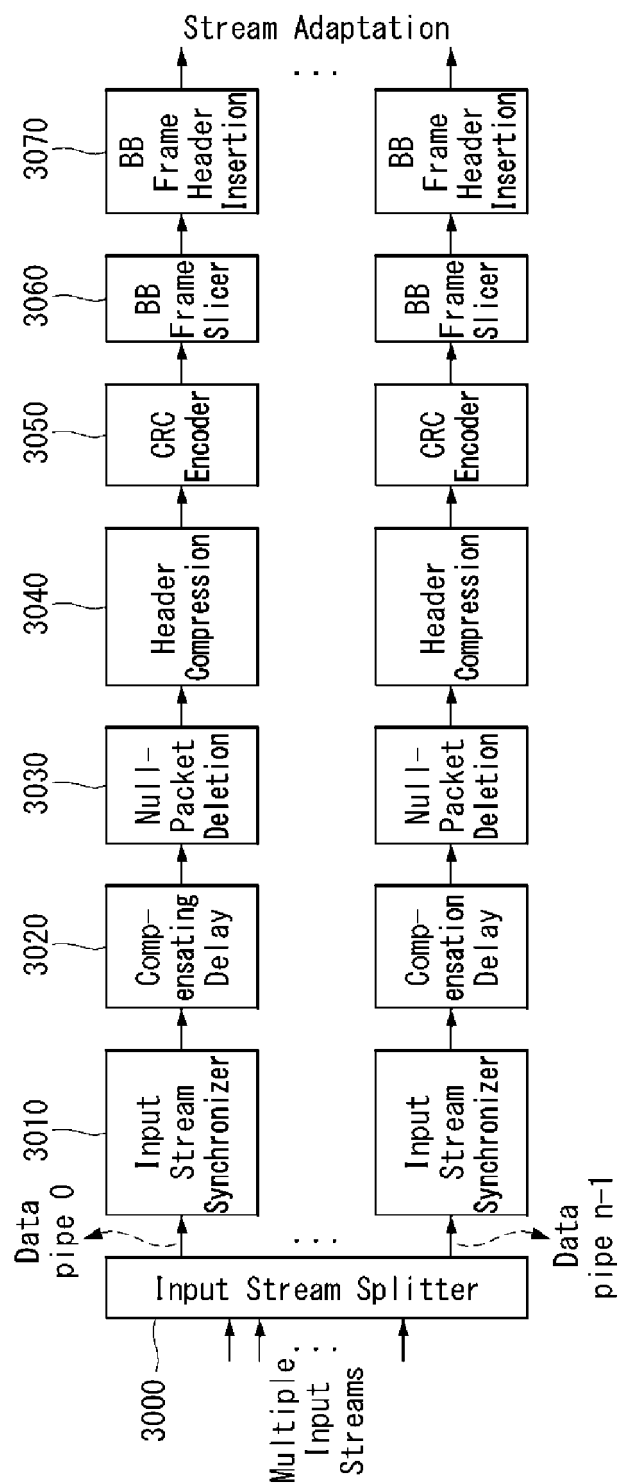 3000
3010
3020
3030
3040
3050
3060
3070
Multiple
Input
Streams
...
Input Stream Splitter
Data
pipe 0
Input
Stream
Synchronizer
Comp-
ensating
Delay
Null-
Packet
Deletion
Header
Compression
CRC
Encoder
BB
Frame
Slicer
BB
Frame
Header
Insertion
Stream Adaptation
...
...
Data
pipe n-1
Input
Stream
Synchronizer
Comp-
ensation
Delay
Null-
Packet
Deletion
Header
Compression
CRC
Encoder
BB
Frame
Slicer
BB
Frame
Header
Insertion